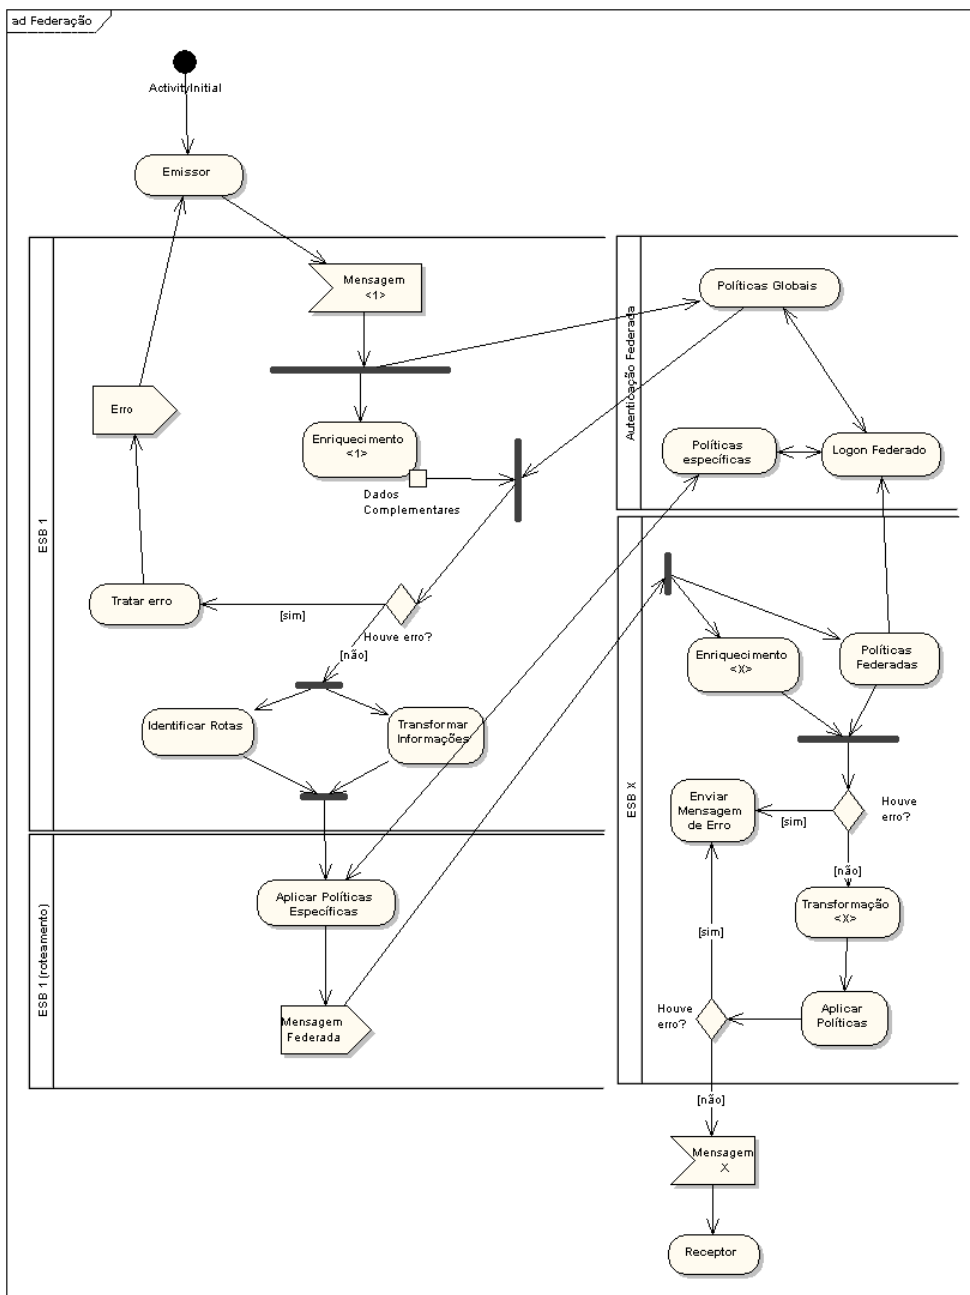 ad Federação
ActivityInitial
Emissor
ESB 1
Mensagem
<1>
Erro
Enriquecimento
<1>
Dados
Complementares
Tratar erro
[sim]
Houve erro?
[não]
Identificar Rotas
Transformar
Informações
ESB 1 (roteamento)
Aplicar Políticas
Específicas
Mensagem
Federada
Autenticação Federada
Políticas Globais
Políticas
específicas
Logon Federado
ESB X
Enriquecimento
<X>
Políticas
Federadas
Enviar
Mensagem
de Erro
[sim]
Houve
erro?
[não]
Transformação
<X>
[sim]
Houve
erro?
Aplicar
Políticas
[não]
Mensagem
X
Receptor